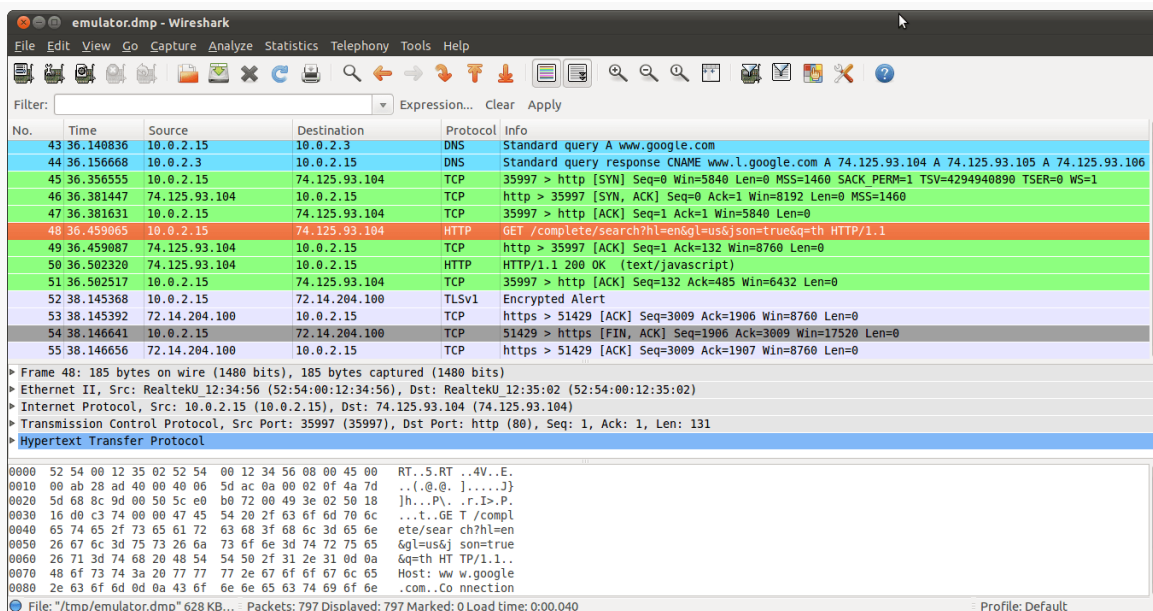 emulator.dmp - Wireshark
File Edit View Go Capture Analyze Statistics Telephony Tools Help
Filter: Expression... Clear Apply
No. Time Source Destination Protocol Info
43 36.140836 10.0.2.15 10.0.2.3 DNS Standard query A www.google.com
44 36.156668 10.0.2.3 10.0.2.15 DNS Standard query response CNAME www.l.google.com A 74.125.93.104 A 74.125.93.105 A 74.125.93.106
45 36.356555 10.0.2.15 74.125.93.104 TCP 35997 > http [SYN] Seq=0 Win=5840 Len=0 MSS=1460 SACK_PERM=1 TSV=4294940890 TSER=0 WS=1
46 36.381447 74.125.93.104 10.0.2.15 TCP http > 35997 [SYN, ACK] Seq=0 Ack=1 Win=8192 Len=0 MSS=1460
47 36.381631 10.0.2.15 74.125.93.104 TCP 35997 > http [ACK] Seq=1 Ack=1 Win=5840 Len=0
48 36.459065 10.0.2.15 74.125.93.104 HTTP GET /complete/search?hl=en&gl=us&json=true&q=th HTTP/1.1
49 36.459087 74.125.93.104 10.0.2.15 TCP http > 35997 [ACK] Seq=1 Ack=132 Win=8760 Len=0
50 36.502320 74.125.93.104 10.0.2.15 HTTP HTTP/1.1 200 OK (text/javascript)
51 36.502517 10.0.2.15 74.125.93.104 TCP 35997 > http [ACK] Seq=132 Ack=485 Win=6432 Len=0
52 38.145368 10.0.2.15 72.14.204.100 TLSv1 Encrypted Alert
53 38.145392 72.14.204.100 10.0.2.15 TCP https > 51429 [ACK] Seq=3009 Ack=1906 Win=8760 Len=0
54 38.146641 10.0.2.15 72.14.204.100 TCP 51429 > https [FIN, ACK] Seq=1906 Ack=3009 Win=17520 Len=0
55 38.146656 72.14.204.100 10.0.2.15 TCP https > 51429 [ACK] Seq=3009 Ack=1907 Win=8760 Len=0
Frame 48: 185 bytes on wire (1480 bits), 185 bytes captured (1480 bits)
Ethernet II, Src: RealtekU_12:34:56 (52:54:00:12:34:56), Dst: RealtekU_12:35:02 (52:54:00:12:35:02)
Internet Protocol, Src: 10.0.2.15 (10.0.2.15), Dst: 74.125.93.104 (74.125.93.104)
Transmission Control Protocol, Src Port: 35997 (35997), Dst Port: http (80), Seq: 1, Ack: 1, Len: 131
Hypertext Transfer Protocol
0000 52 54 00 12 35 02 52 54 00 12 34 56 08 00 45 00 RT..5.RT ..4V..E.
0010 00 ab 28 ad 40 00 40 06 5d ac 0a 00 02 0f 4a 7d ..(.@.@. ].....J}
0020 5d 68 8c 9d 00 50 5c e0 b0 72 00 49 3e 02 50 18 ]h...P\. .r.I>.P.
0030 16 d0 c3 74 00 00 47 45 54 20 2f 63 6f 6d 70 6c ...t..GE T /compl
0040 65 74 65 2f 73 65 61 72 63 68 3f 68 6c 3d 65 6e ete/sear ch?hl=en
0050 26 67 6c 3d 75 73 26 6a 73 6f 6e 3d 74 72 75 65 &gl=us&j son=true
0060 26 71 3d 74 68 20 48 54 54 50 2f 31 2e 31 0d 0a &q=th HT TP/1.1..
0070 48 6f 73 74 3a 20 77 77 77 2e 67 6f 6f 67 6c 65 Host: ww w.google
0080 2e 63 6f 6d 0d 0a 43 6f 6e 6e 65 63 74 69 6f 6e .com..Co nnection
File: "/tmp/emulator.dmp" 628 KB... Packets: 797 Displayed: 797 Marked: 0 Load time: 0:00.040 Profile: Default